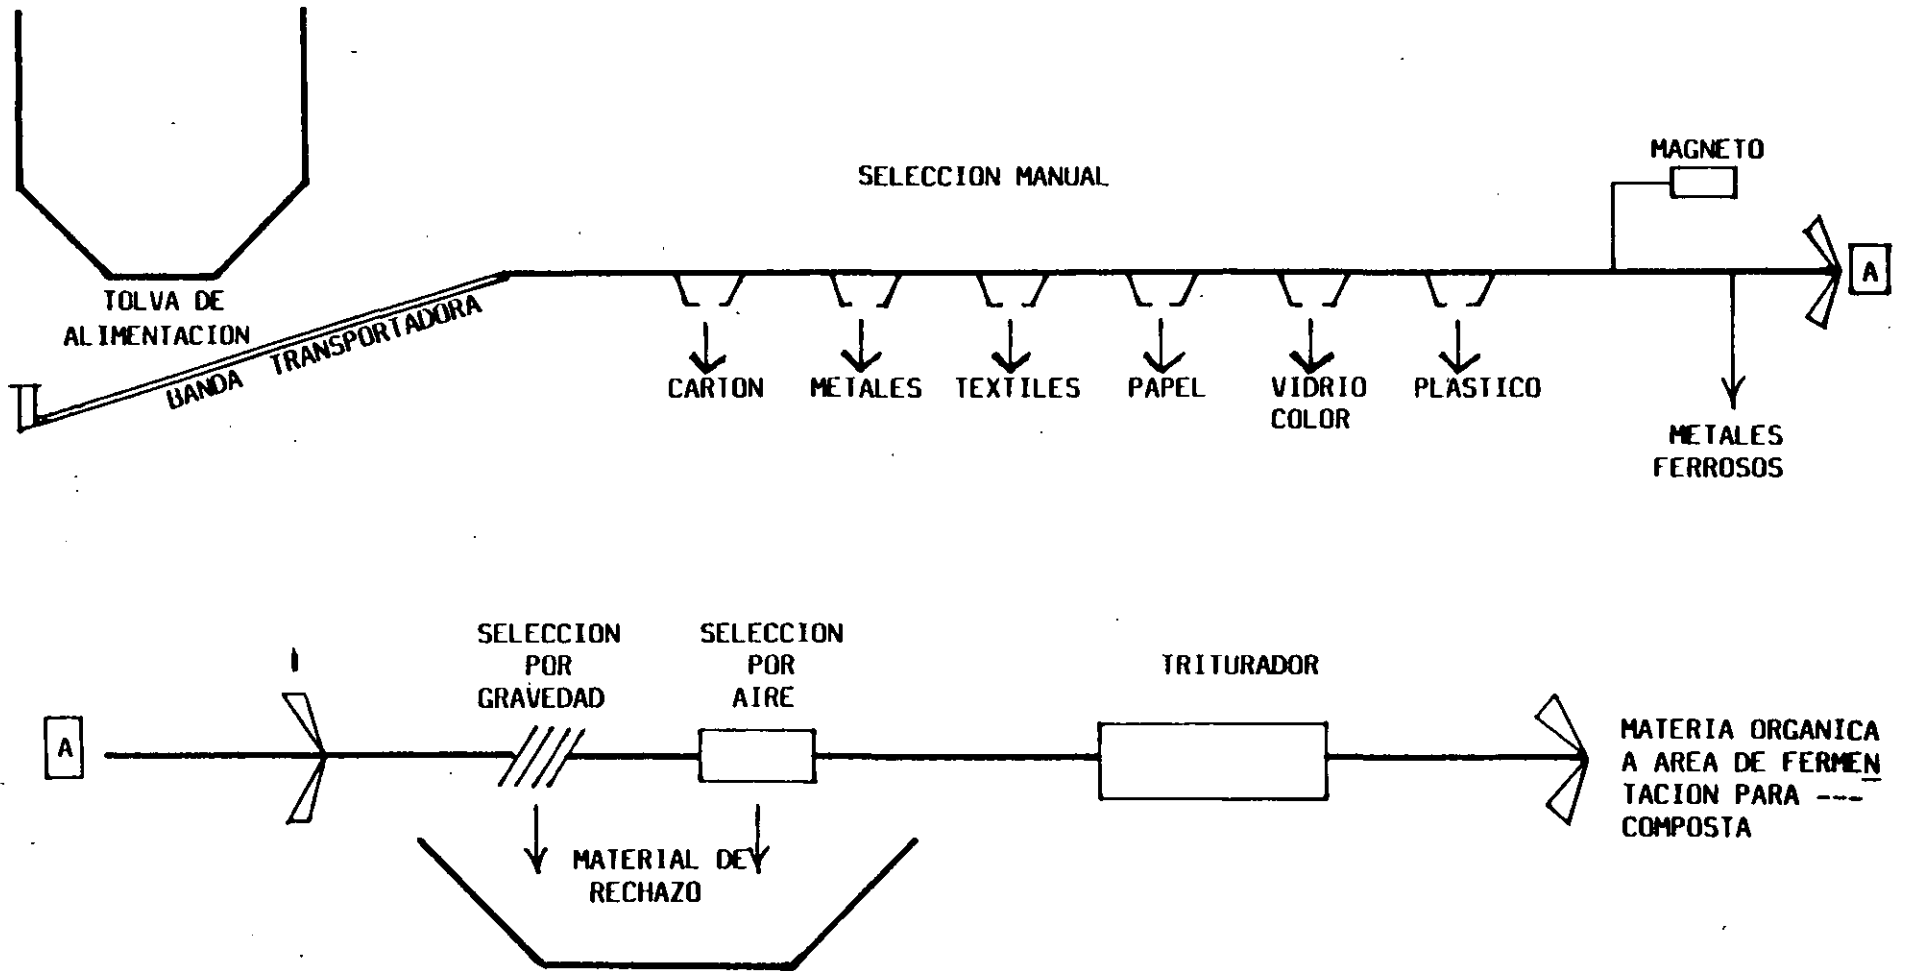 MAGNETO
SELECCION MANUAL
A
TOLVA DE
ALIMENTACION
BANDA TRANSPORTADORA
CARTON
METALES
TEXTILES
PAPEL
VIDRIO
COLOR
PLASTICO
METALES
FERROSOS
SELECCION
POR
GRAVEDAD
SELECCION
POR
AIRE
TRITURADOR
A
MATERIA ORGANICA
A AREA DE FERMEN
TACION PARA ---
COMPOSTA
MATERIAL DE
RECHAZO